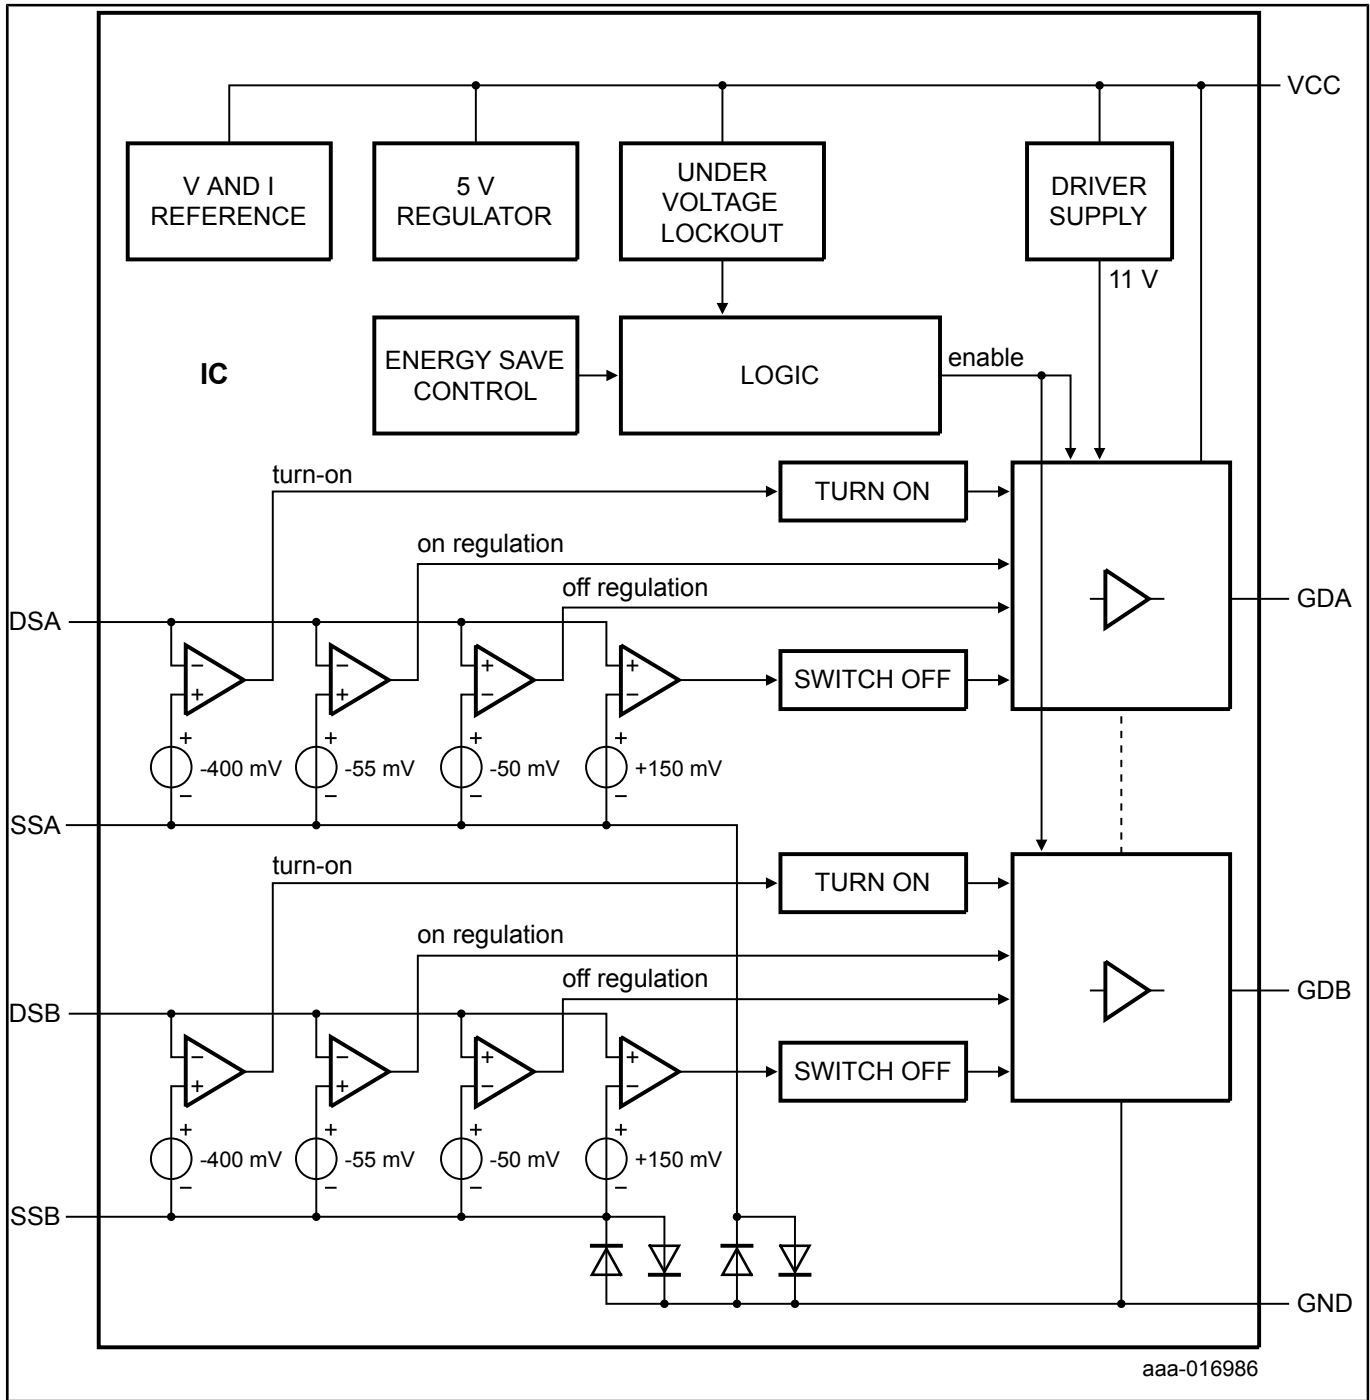 VCC
V AND I
REFERENCE
5 V
REGULATOR
UNDER
VOLTAGE
LOCKOUT
DRIVER
SUPPLY
11 V
IC
ENERGY SAVE
CONTROL
LOGIC
enable
turn-on
TURN ON
on regulation
off regulation
DSA
GDA
SWITCH OFF
-400 mV
-55 mV
-50 mV
+150 mV
SSA
turn-on
TURN ON
on regulation
off regulation
DSB
GDB
SWITCH OFF
-400 mV
-55 mV
-50 mV
+150 mV
SSB
GND
aaa-016986